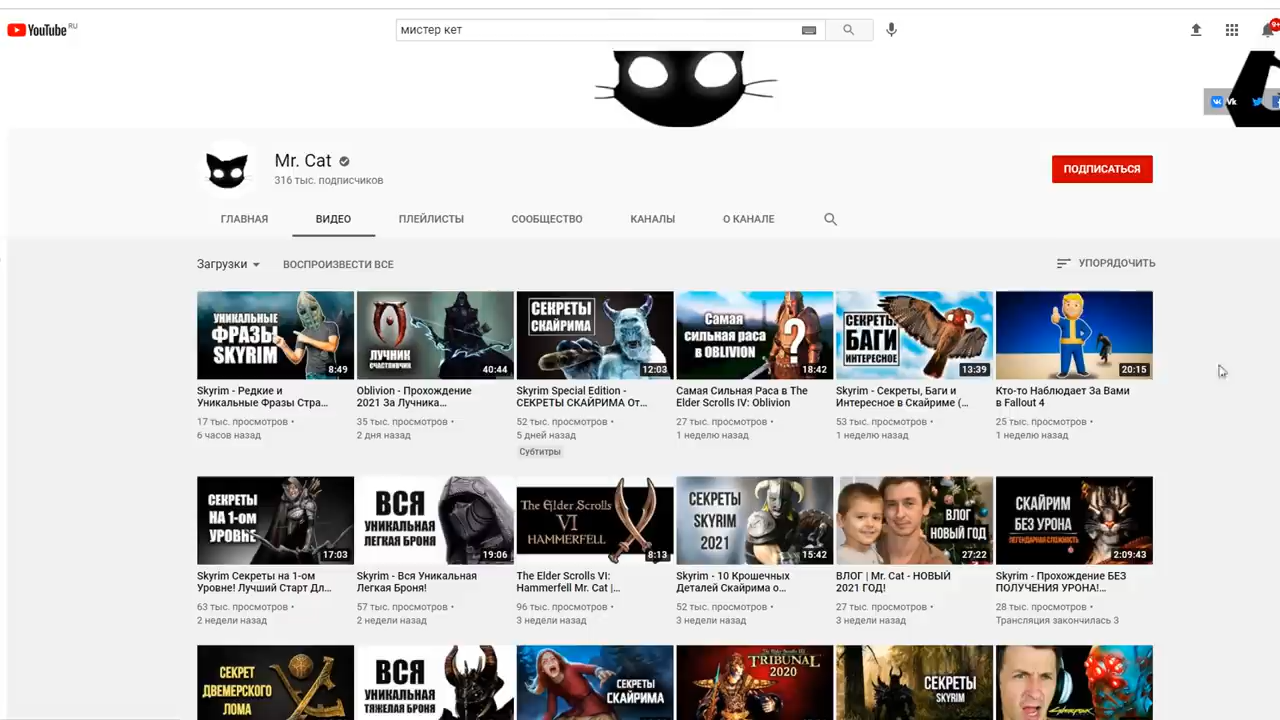 YouTube RU
мистер кет
9+
Vk
Mr. Cat
316 тыс. подписчиков
ПОДПИСАТЬСЯ
ГЛАВНАЯ
ВИДЕО
ПЛЕЙЛИСТЫ
СООБЩЕСТВО
КАНАЛЫ
О КАНАЛЕ
Загрузки
ВОСПРОИЗВЕСТИ ВСЕ
УПОРЯДОЧИТЬ
УНИКАЛЬНЫЕ
ФРАЗЫ
SKYRIM
8:49
Skyrim - Редкие и
Уникальные Фразы Стра...
17 тыс. просмотров •
6 часов назад
ЛУЧНИК
СЧАСТЛИВЧИК
40:44
Oblivion - Прохождение
2021 За Лучника...
35 тыс. просмотров •
2 дня назад
СЕКРЕТЫ
СКАЙРИМА
12:03
Skyrim Special Edition -
СЕКРЕТЫ СКАЙРИМА От...
52 тыс. просмотров •
5 дней назад
Субтитры
Самая
сильная раса
в OBLIVION
?
18:42
Самая Сильная Раса в The
Elder Scrolls IV: Oblivion
27 тыс. просмотров •
1 неделю назад
СЕКРЕТЫ
БАГИ
ИНТЕРЕСНОЕ
13:39
Skyrim - Секреты, Баги и
Интересное в Скайриме (...
53 тыс. просмотров •
1 неделю назад
20:15
Кто-то Наблюдает За Вами
в Fallout 4
25 тыс. просмотров •
1 неделю назад
СЕКРЕТЫ
НА 1-ом
УРОВНЕ
17:03
Skyrim Секреты на 1-ом
Уровне! Лучший Старт Дл...
63 тыс. просмотров •
2 недели назад
ВСЯ
УНИКАЛЬНАЯ
ЛЕГКАЯ БРОНЯ
19:06
Skyrim - Вся Уникальная
Легкая Броня!
57 тыс. просмотров •
2 недели назад
The Elder Scrolls
VI
HAMMERFELL
8:13
The Elder Scrolls VI:
Hammerfell Mr. Cat |...
96 тыс. просмотров •
3 недели назад
СЕКРЕТЫ
SKYRIM
2021
15:42
Skyrim - 10 Крошечных
Деталей Скайрима о...
52 тыс. просмотров •
3 недели назад
ВЛОГ
НОВЫЙ ГОД
27:22
ВЛОГ | Mr. Cat - НОВЫЙ
2021 ГОД!
27 тыс. просмотров •
3 недели назад
СКАЙРИМ
БЕЗ УРОНА
ЛЕГЕНДАРНАЯ СЛОЖНОСТЬ
2:09:43
Skyrim - Прохождение БЕЗ
ПОЛУЧЕНИЯ УРОНА!...
28 тыс. просмотров •
Трансляция закончилась 3
СЕКРЕТ
ДВЕМЕРСКОГО
ЛОМА
ВСЯ
УНИКАЛЬНАЯ
ТЯЖЕЛАЯ БРОНЯ
СЕКРЕТЫ
СКАЙРИМА
The Elder Scrolls III
TRIBUNAL
2020
СЕКРЕТЫ
SKYRIM